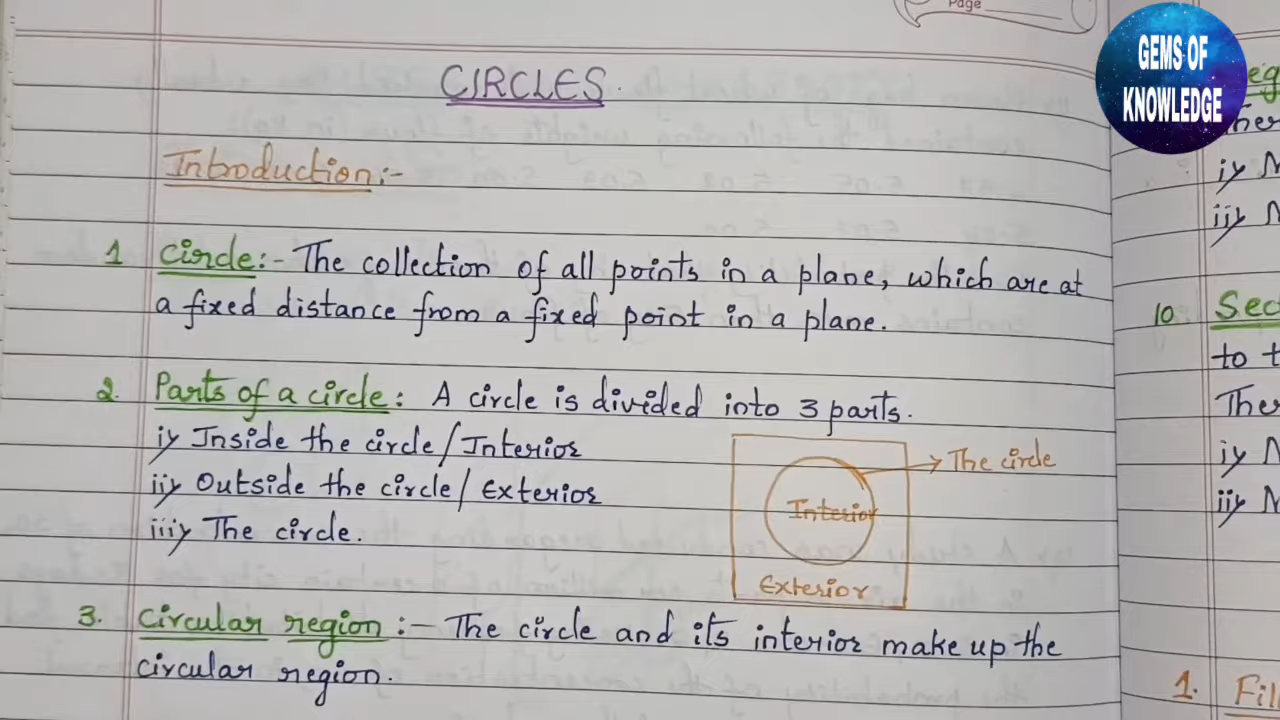 Page
GEMS OF
KNOWLEDGE
CIRCLES.
Introduction:-
1 Circle:- The collection of all points in a plane, which are at
a fixed distance from a fixed point in a plane.
2. Parts of a circle: A circle is divided into 3 parts.
i) Inside the circle/Interior
ii) Outside the circle/Exterior
iii) The circle.
The circle
Interior
Exterior
3. Circular region:- The circle and its interior make up the
circular region.
i)
ii)
10.
to t
i)
ii)
1.